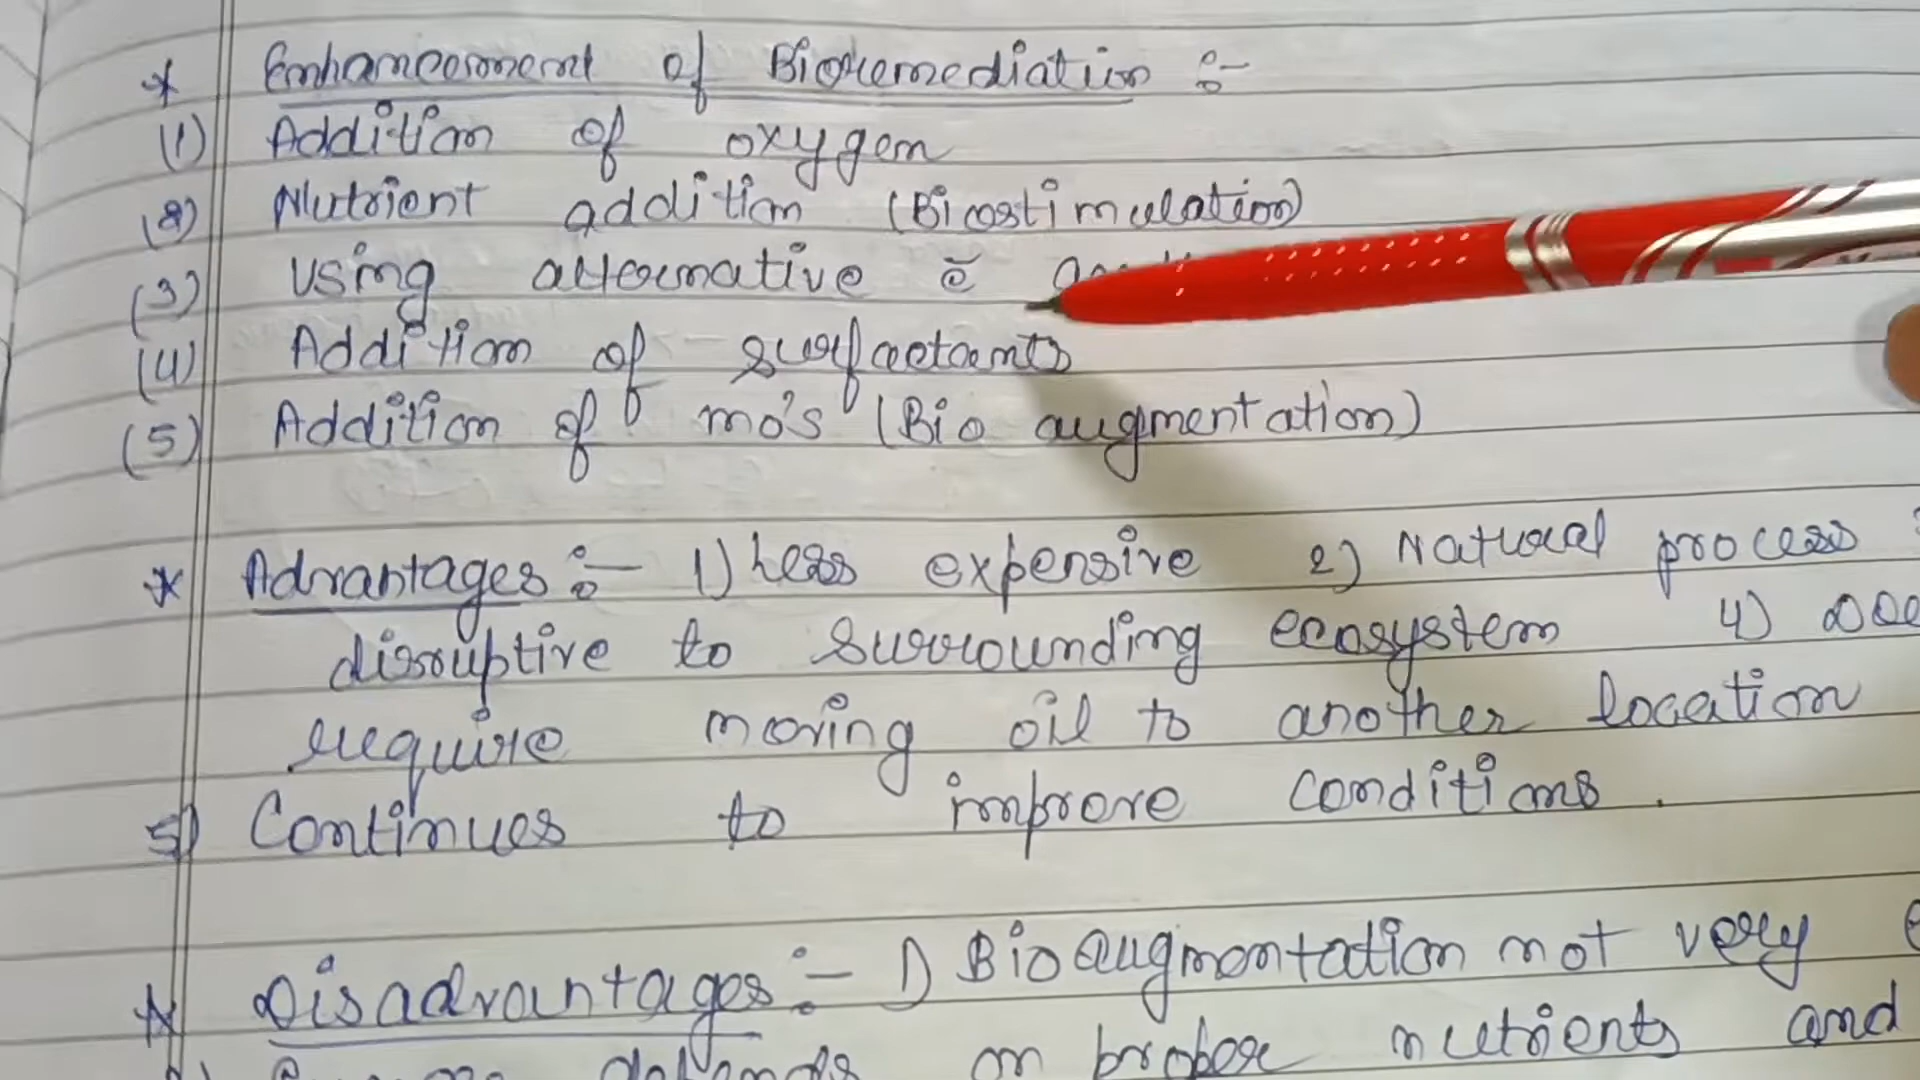 * Enhancement of Bioremediation :-
(1) Addition of oxygen
(2) Nutrient addition (Biostimulation)
(3) Using alternative ē
(4) Addition of surfactants
(5) Addition of mo's (Bio augmentation)
* Advantages :- 1) Less expensive 2) Natural process
disruptive to surrounding ecosystem 4)
require moving oil to another location
5) Continues to improve conditions.
* Disadvantages :- 1) Bio augmentation not very
on proper nutrients and